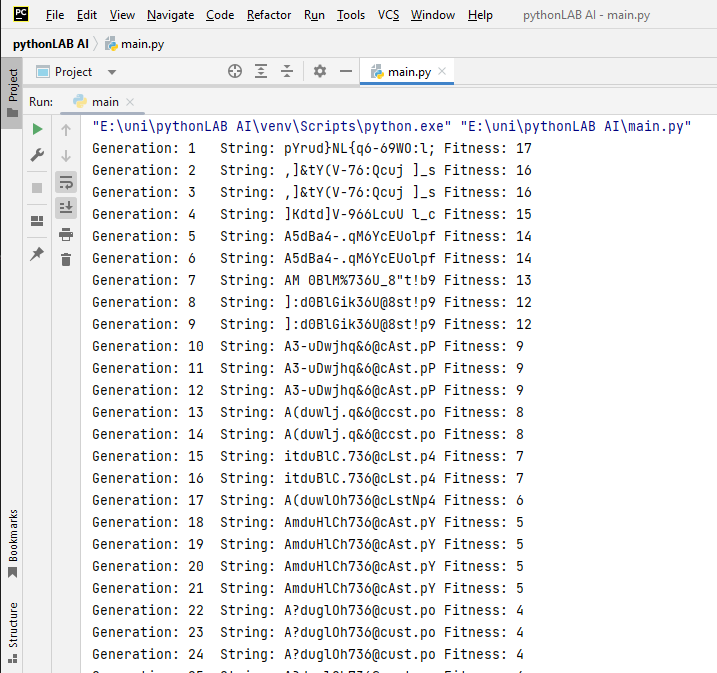 PC File Edit View Navigate Code Refactor Run Tools VCS Window Help pythonLAB AI - main.py
pythonLAB AI main.py
Project main.py
Project
Run: main
"E:\uni\pythonLAB AI\venv\Scripts\python.exe" "E:\uni\pythonLAB AI\main.py"
Generation: 1 String: pYrud}NL{q6-69WO:l; Fitness: 17
Generation: 2 String: ,]&tY(V-76:Qcuj ]_s Fitness: 16
Generation: 3 String: ,]&tY(V-76:Qcuj ]_s Fitness: 16
Generation: 4 String: ]Kdtd]V-966LcuU l_c Fitness: 15
Generation: 5 String: A5dBa4-.qM6YcEUolpf Fitness: 14
Generation: 6 String: A5dBa4-.qM6YcEUolpf Fitness: 14
Generation: 7 String: AM 0BlM%736U_8"t!b9 Fitness: 13
Generation: 8 String: ]:d0BlGik36U@8st!p9 Fitness: 12
Generation: 9 String: ]:d0BlGik36U@8st!p9 Fitness: 12
Generation: 10 String: A3-uDwjhq&6@cAst.pP Fitness: 9
Generation: 11 String: A3-uDwjhq&6@cAst.pP Fitness: 9
Generation: 12 String: A3-uDwjhq&6@cAst.pP Fitness: 9
Generation: 13 String: A(duwlj.q&6@ccst.po Fitness: 8
Generation: 14 String: A(duwlj.q&6@ccst.po Fitness: 8
Generation: 15 String: itduBlC.736@cLst.p4 Fitness: 7
Generation: 16 String: itduBlC.736@cLst.p4 Fitness: 7
Generation: 17 String: A(duwlOh736@cLstNp4 Fitness: 6
Generation: 18 String: AmduHlCh736@cAst.pY Fitness: 5
Generation: 19 String: AmduHlCh736@cAst.pY Fitness: 5
Generation: 20 String: AmduHlCh736@cAst.pY Fitness: 5
Generation: 21 String: AmduHlCh736@cAst.pY Fitness: 5
Generation: 22 String: A?duglOh736@cust.po Fitness: 4
Generation: 23 String: A?duglOh736@cust.po Fitness: 4
Generation: 24 String: A?duglOh736@cust.po Fitness: 4
Bookmarks
Structure